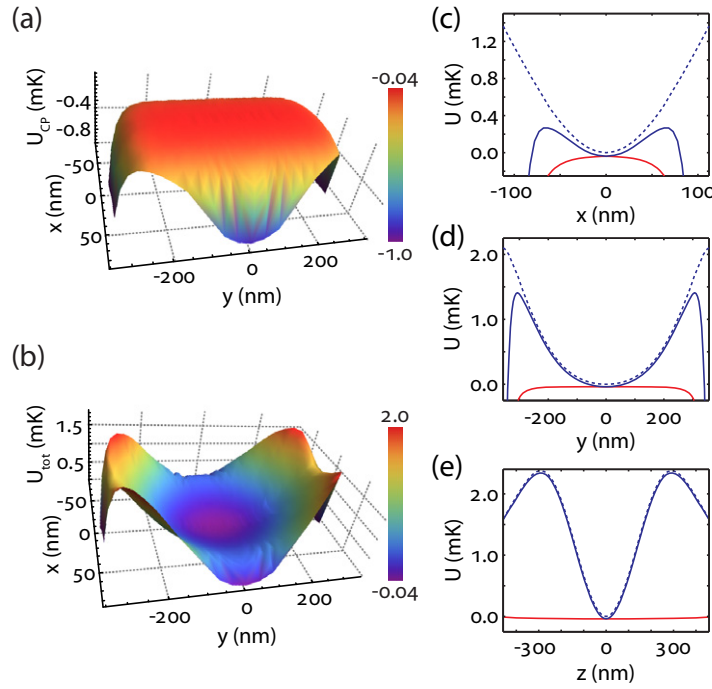 (a)
U_CP (mK)
-0.4
-0.8
-50
0
50
x (nm)
-200
0
200
y (nm)
-0.04
-1.0
(b)
U_tot (mK)
1.5
0.5
-50
0
50
x (nm)
-200
0
200
y (nm)
2.0
-0.04
(c)
U (mK)
1.2
0.8
0.4
0.0
-100
0
100
x (nm)
(d)
U (mK)
2.0
1.0
0.0
-200
0
200
y (nm)
(e)
U (mK)
2.0
1.0
0.0
-300
0
300
z (nm)